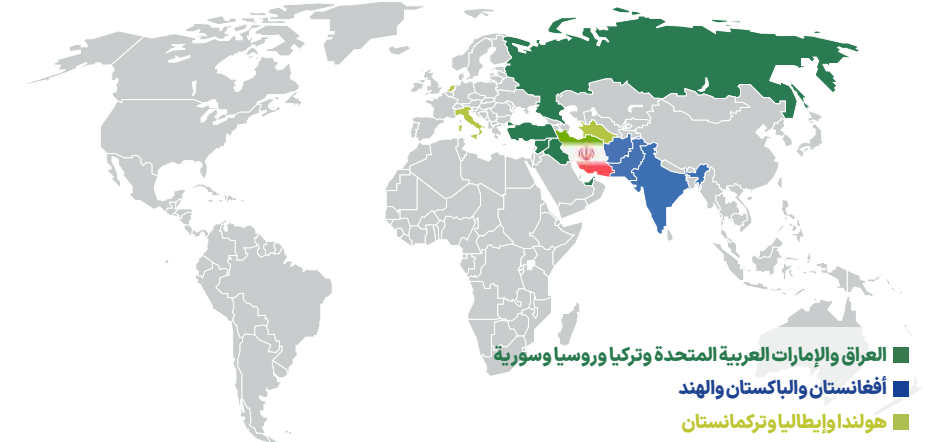 العراق والإمارات العربية المتحدة وتركيا وروسيا وسورية
أفغانستان والباكستان والهند
هولندا وإيطاليا وتركمانستان